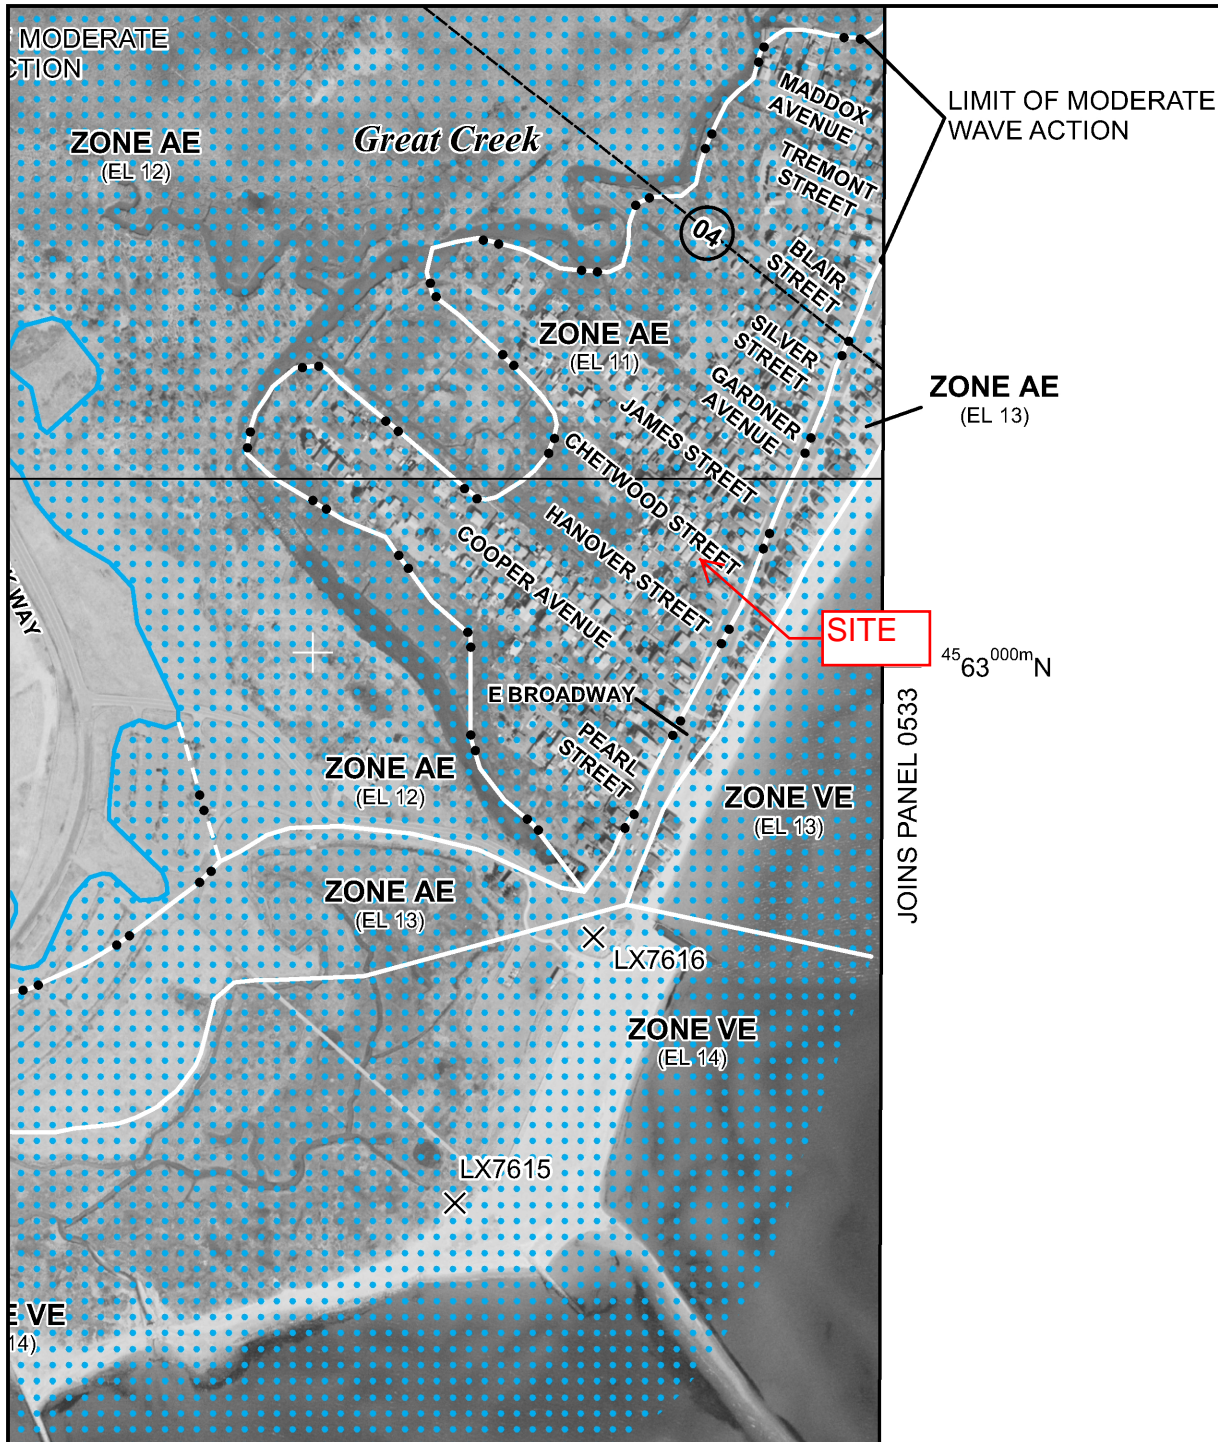 MODERATE
CTION
ZONE AE
(EL 12)
Great Creek
MADDOX
AVENUE
LIMIT OF MODERATE
WAVE ACTION
TREMONT
STREET
04
BLAIR
STREET
ZONE AE
(EL 11)
SILVER
STREET
GARDNER
AVENUE
ZONE AE
(EL 13)
JAMES STREET
CHETWOOD STREET
HANOVER STREET
COOPER AVENUE
WAY
SITE
4563000mN
E BROADWAY
PEARL
STREET
JOINS PANEL 0533
ZONE AE
(EL 12)
ZONE VE
(EL 13)
ZONE AE
(EL 13)
LX7616
ZONE VE
(EL 14)
LX7615
E VE
14)